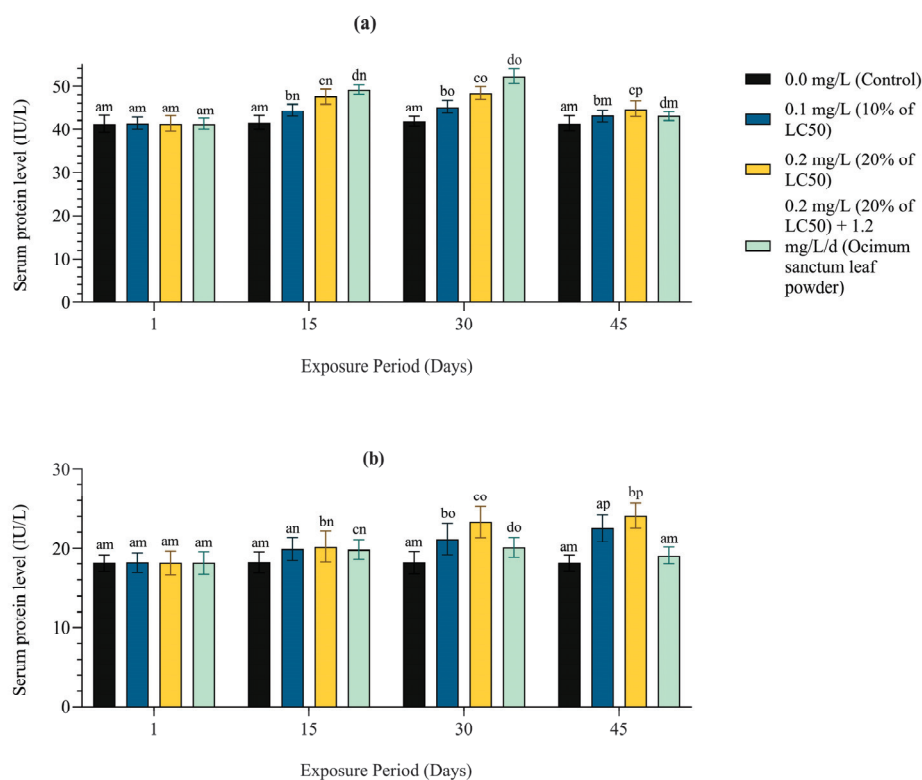 (a)
do
dn
cn
co
bo
cp
bn
bm
dm
am am am am
am
am
am
50
40
30
20
10
0
Serum protein level (IU/L)
1 15 30 45
Exposure Period (Days)
0.0 mg/L (Control)
0.1 mg/L (10% of
LC50)
0.2 mg/L (20% of
LC50)
0.2 mg/L (20% of
LC50) + 1.2
mg/L/d (Ocimum
sanctum leaf
powder)
(b)
30
20
10
0
Serum protein level (IU/L)
am am am am
am an bn cn
am bo co do
am ap bp am
1 15 30 45
Exposure Period (Days)